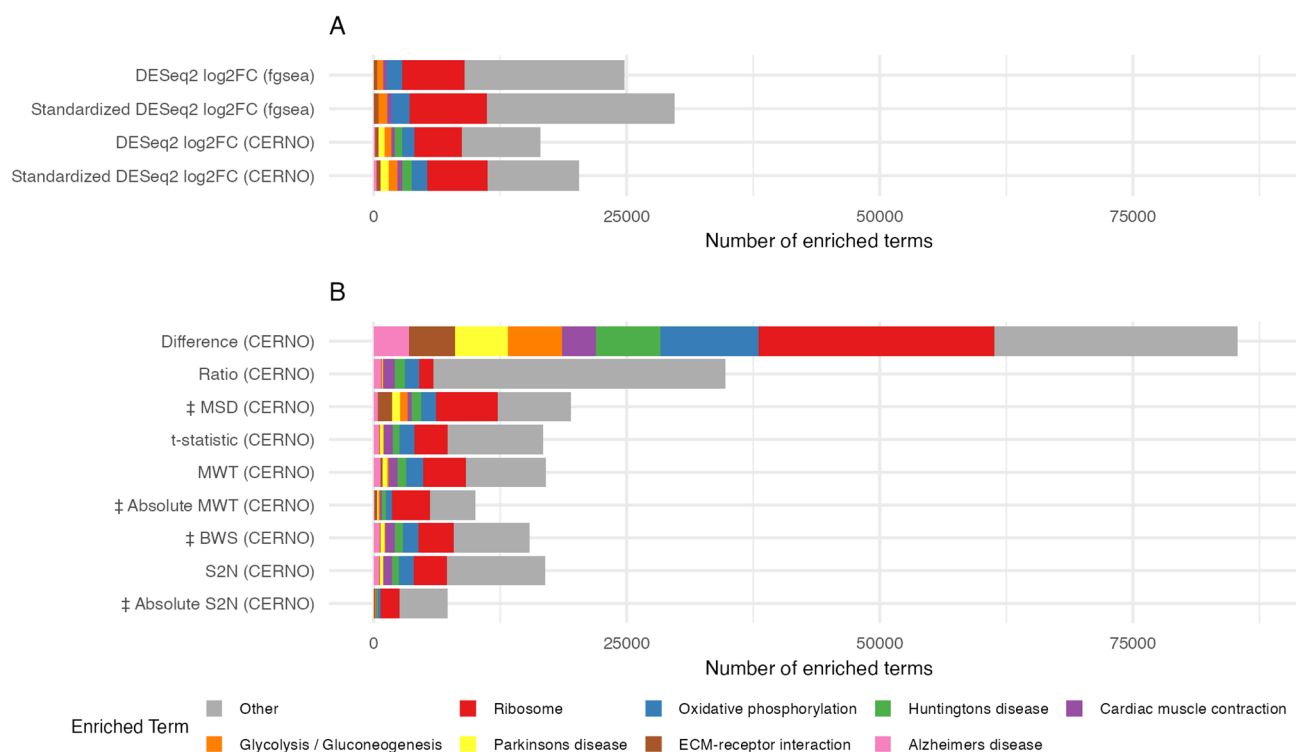 A
DESeq2 log2FC (fgsea)
Standardized DESeq2 log2FC (fgsea)
DESeq2 log2FC (CERNO)
Standardized DESeq2 log2FC (CERNO)
0 25000 50000 75000
Number of enriched terms
B
Difference (CERNO)
Ratio (CERNO)
‡ MSD (CERNO)
t-statistic (CERNO)
MWT (CERNO)
‡ Absolute MWT (CERNO)
‡ BWS (CERNO)
S2N (CERNO)
‡ Absolute S2N (CERNO)
0 25000 50000 75000
Number of enriched terms
Enriched Term
Other Ribosome Oxidative phosphorylation Huntingtons disease Cardiac muscle contraction
Glycolysis / Gluconeogenesis Parkinsons disease ECM-receptor interaction Alzheimers disease